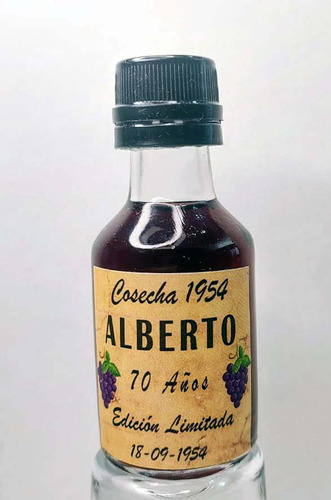 Cosecha 1954
ALBERTO
70 Años
Edición Limitada
18-09-1954